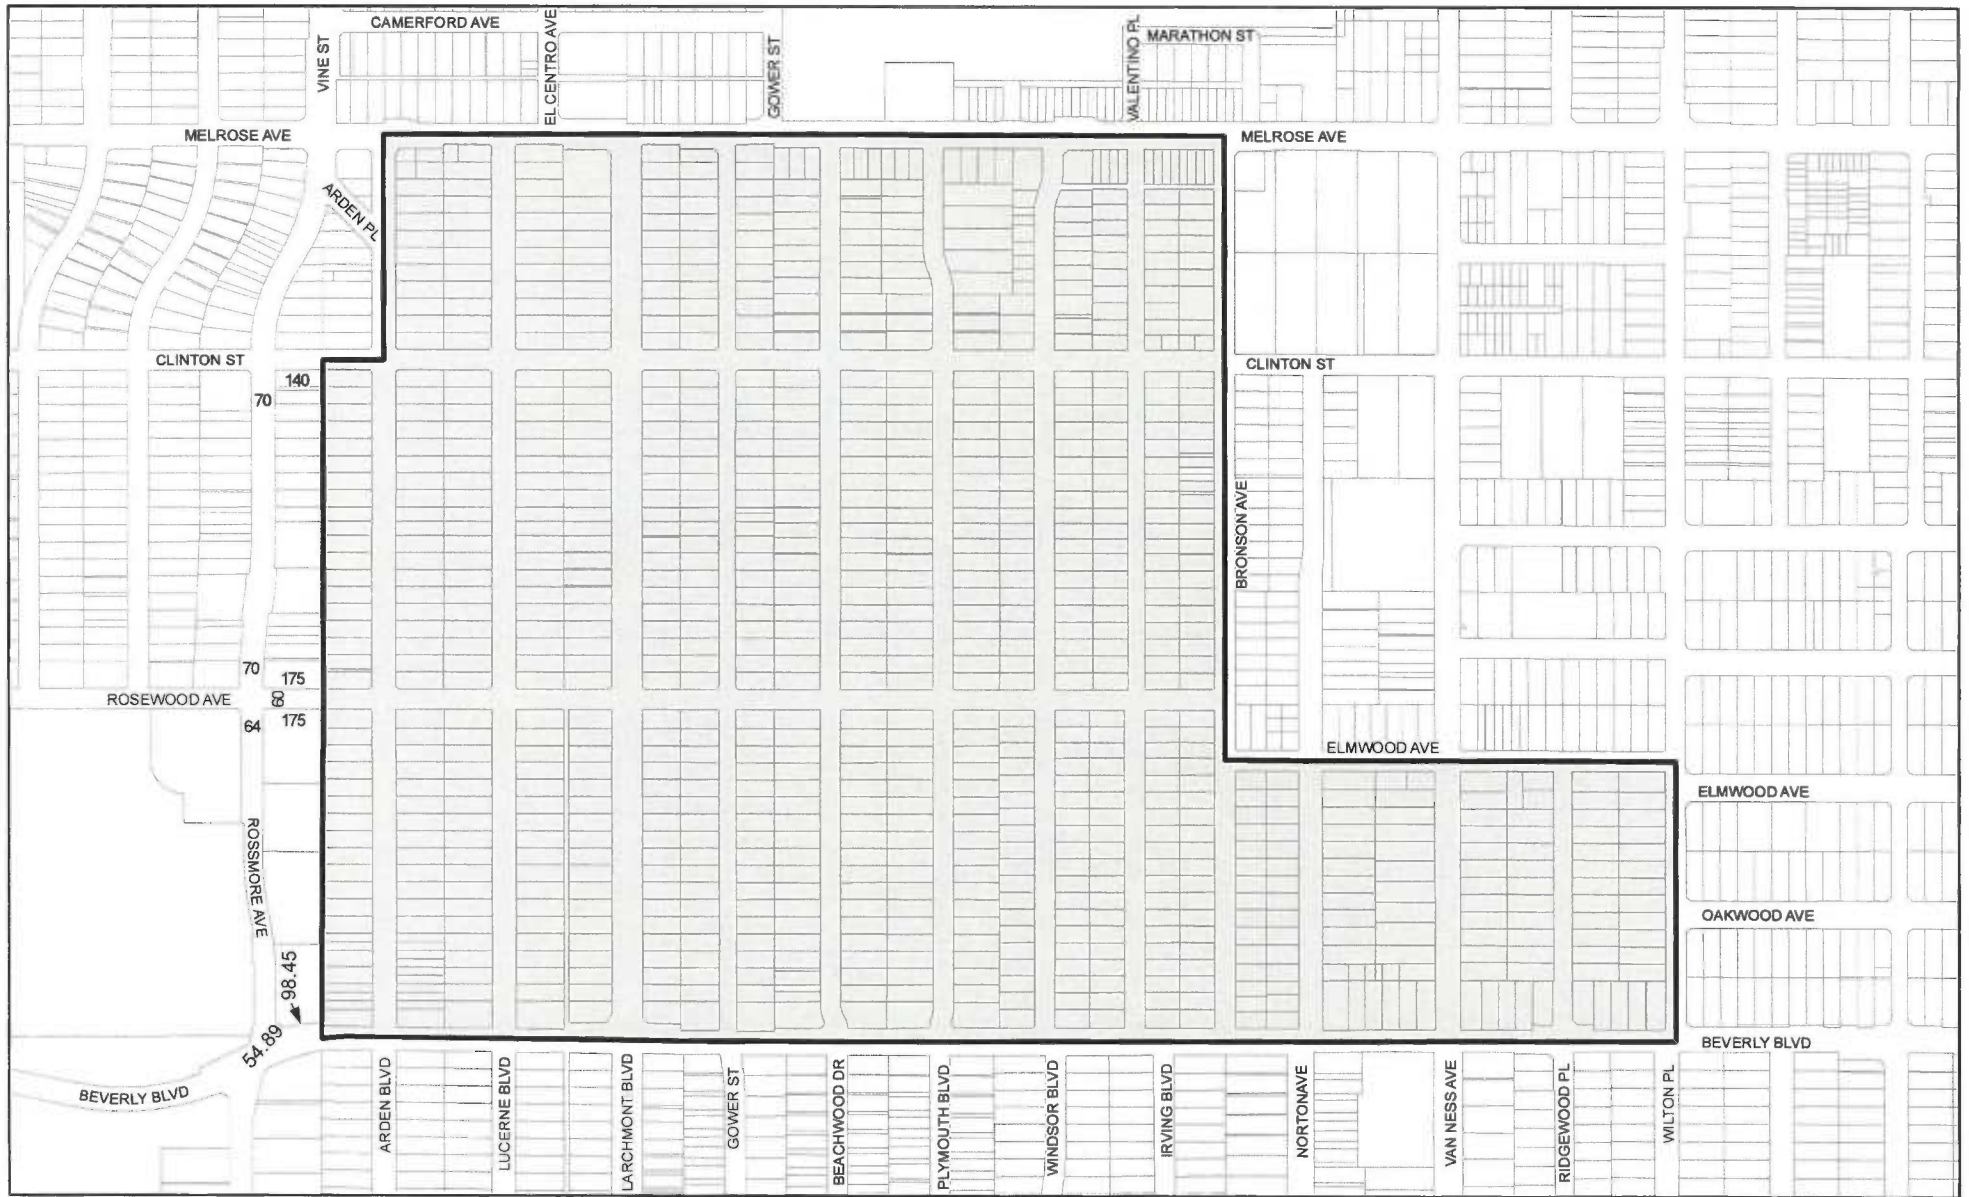 CAMERFORD AVE
VINE ST
EL CENTRO AVE
GOWER ST
VALENTINO PL
MARATHON ST
MELROSE AVE
MELROSE AVE
ARDEN PL
CLINTON ST
140
70
CLINTON ST
BRONSON AVE
70
175
ROSEWOOD AVE
60
64
175
ELMWOOD AVE
ELMWOOD AVE
ROSSMORE AVE
OAKWOOD AVE
98.45
54.89
BEVERLY BLVD
BEVERLY BLVD
ARDEN BLVD
LUCERNE BLVD
LARCHMONT BLVD
GOWER ST
BEACHWOOD DR
PLYMOUTH BLVD
WINDSOR BLVD
IRVING BLVD
NORTON AVE
VAN NESS AVE
RIDGEWOOD PL
WILTON PL